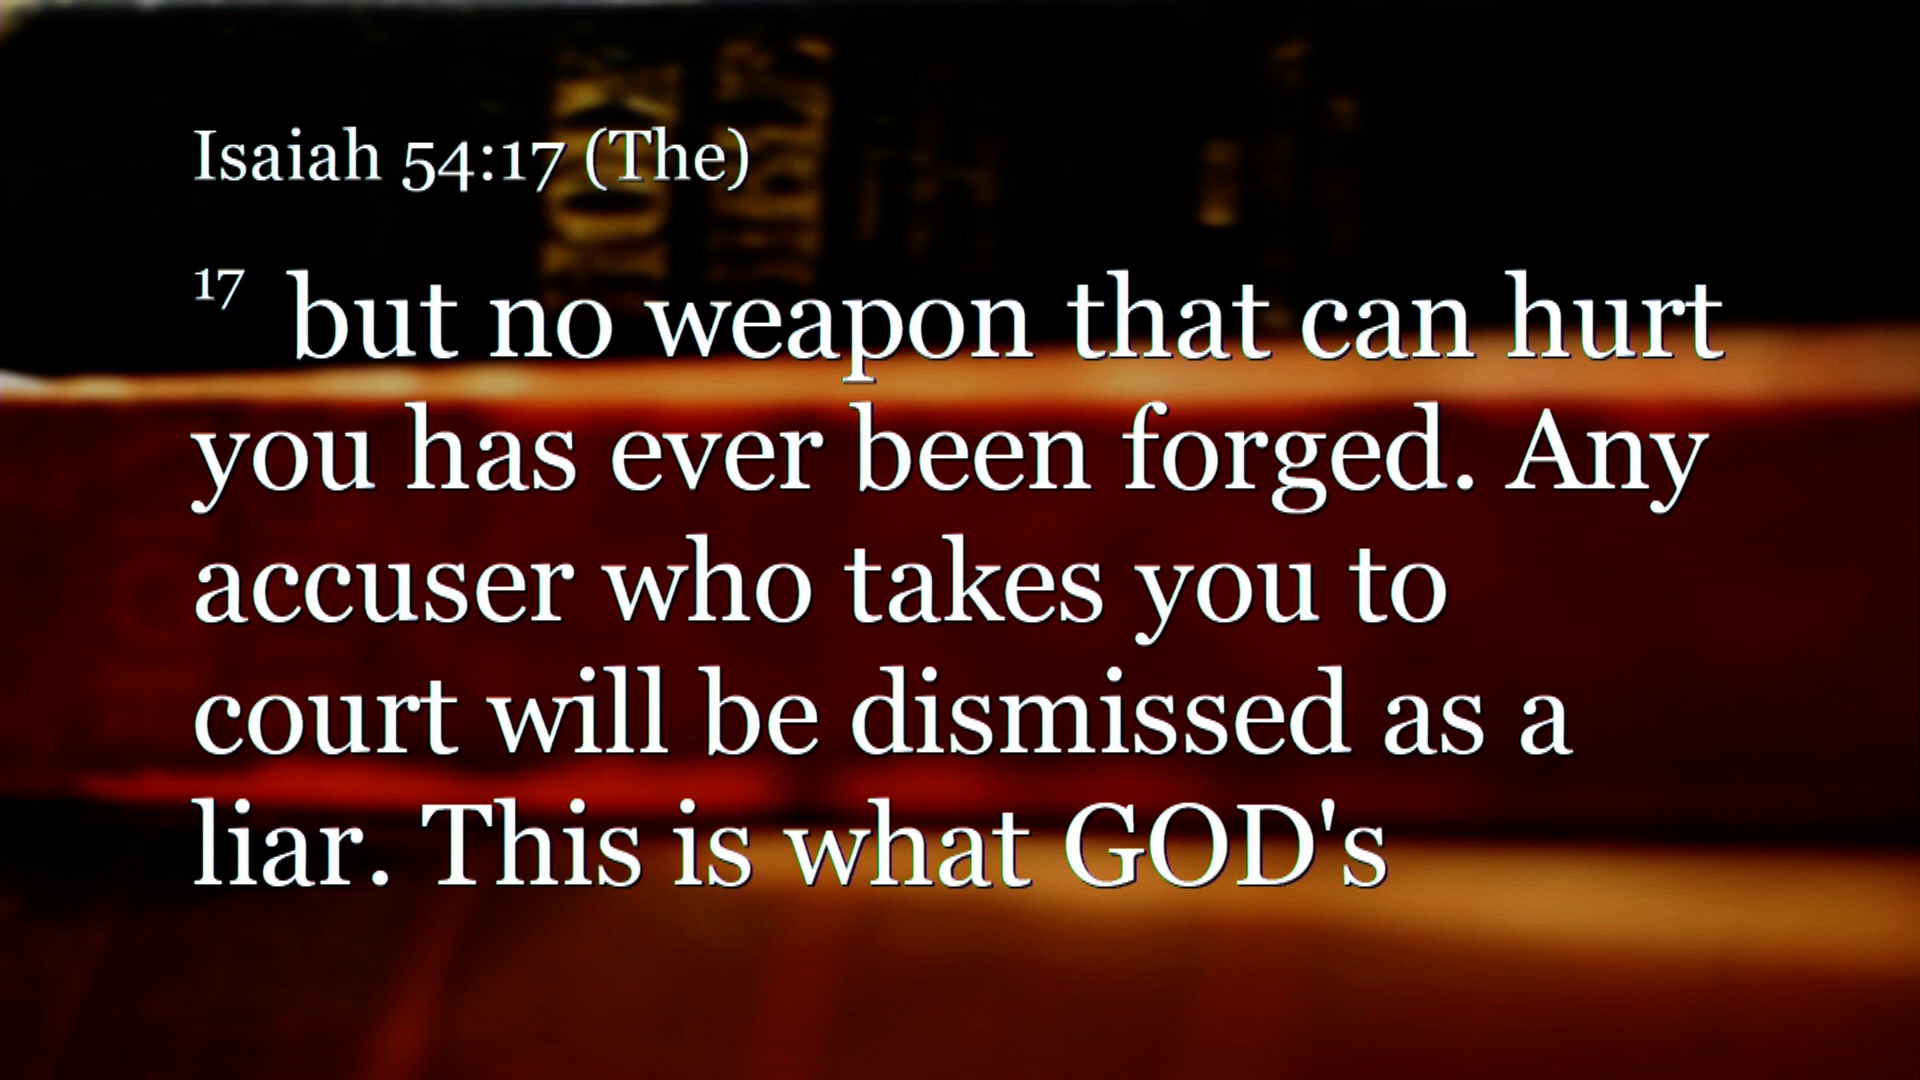 Isaiah 54:17 (The)
17 but no weapon that can hurt
you has ever been forged. Any
accuser who takes you to
court will be dismissed as a
liar. This is what GOD's